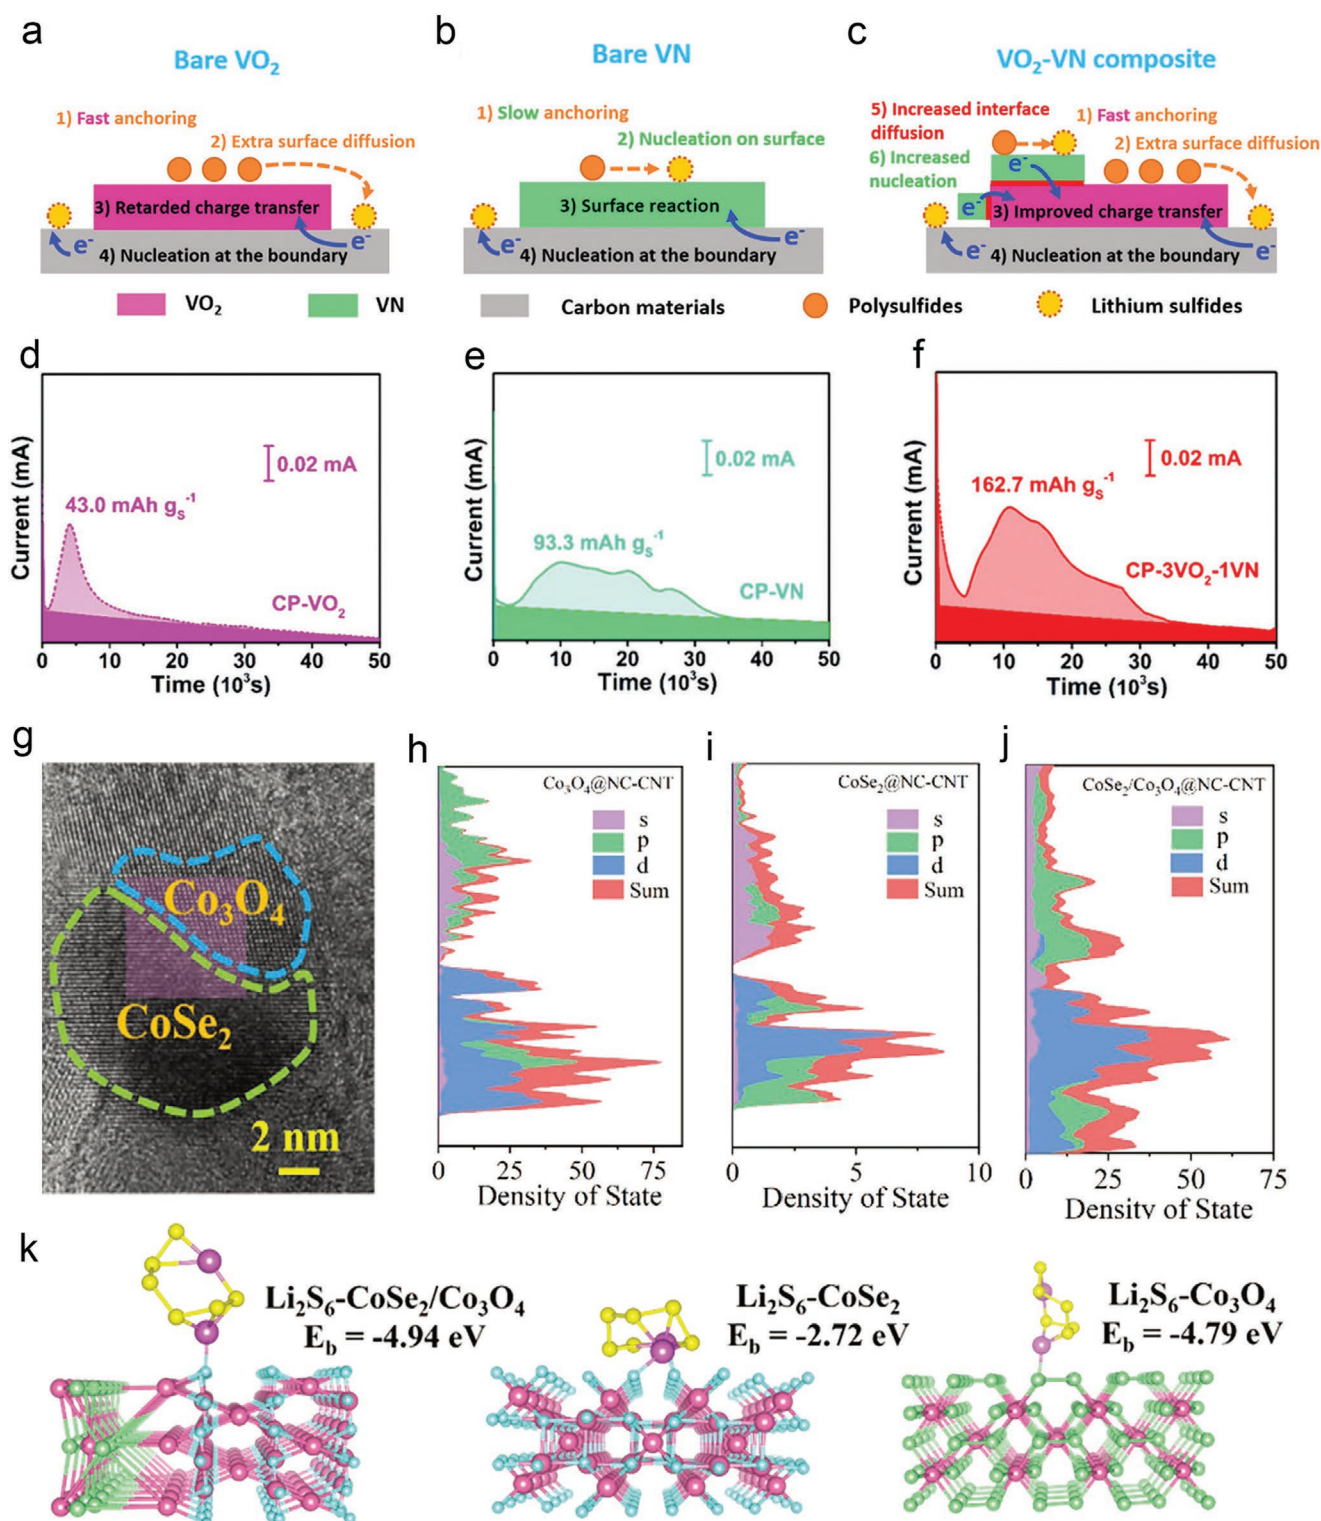 a
Bare VO₂
1) Fast anchoring
2) Extra surface diffusion
3) Retarded charge transfer
e⁻
e⁻
4) Nucleation at the boundary
b
Bare VN
1) Slow anchoring
2) Nucleation on surface
3) Surface reaction
e⁻
e⁻
4) Nucleation at the boundary
c
VO₂-VN composite
5) Increased interface
diffusion
1) Fast anchoring
2) Extra surface diffusion
6) Increased
nucleation
e⁻
e⁻
3) Improved charge transfer
e⁻
e⁻
4) Nucleation at the boundary
VO₂
VN
Carbon materials
Polysulfides
Lithium sulfides
d
Current (mA)
0.02 mA
43.0 mAh gₛ⁻¹
CP-VO₂
0 10 20 30 40 50
Time (10³s)
e
Current (mA)
0.02 mA
93.3 mAh gₛ⁻¹
CP-VN
0 10 20 30 40 50
Time (10³s)
f
Current (mA)
0.02 mA
162.7 mAh gₛ⁻¹
CP-3VO₂-1VN
0 10 20 30 40 50
Time (10³s)
g
Co₃O₄
CoSe₂
2 nm
h
Co₃O₄@NC-CNT
s
p
d
Sum
0 25 50 75
Density of State
i
CoSe₂@NC-CNT
s
p
d
Sum
0 5 10
Density of State
j
CoSe₂/Co₃O₄@NC-CNT
s
p
d
Sum
0 25 50 75
Density of State
k
Li₂S₆-CoSe₂/Co₃O₄
E_b = -4.94 eV
Li₂S₆-CoSe₂
E_b = -2.72 eV
Li₂S₆-Co₃O₄
E_b = -4.79 eV